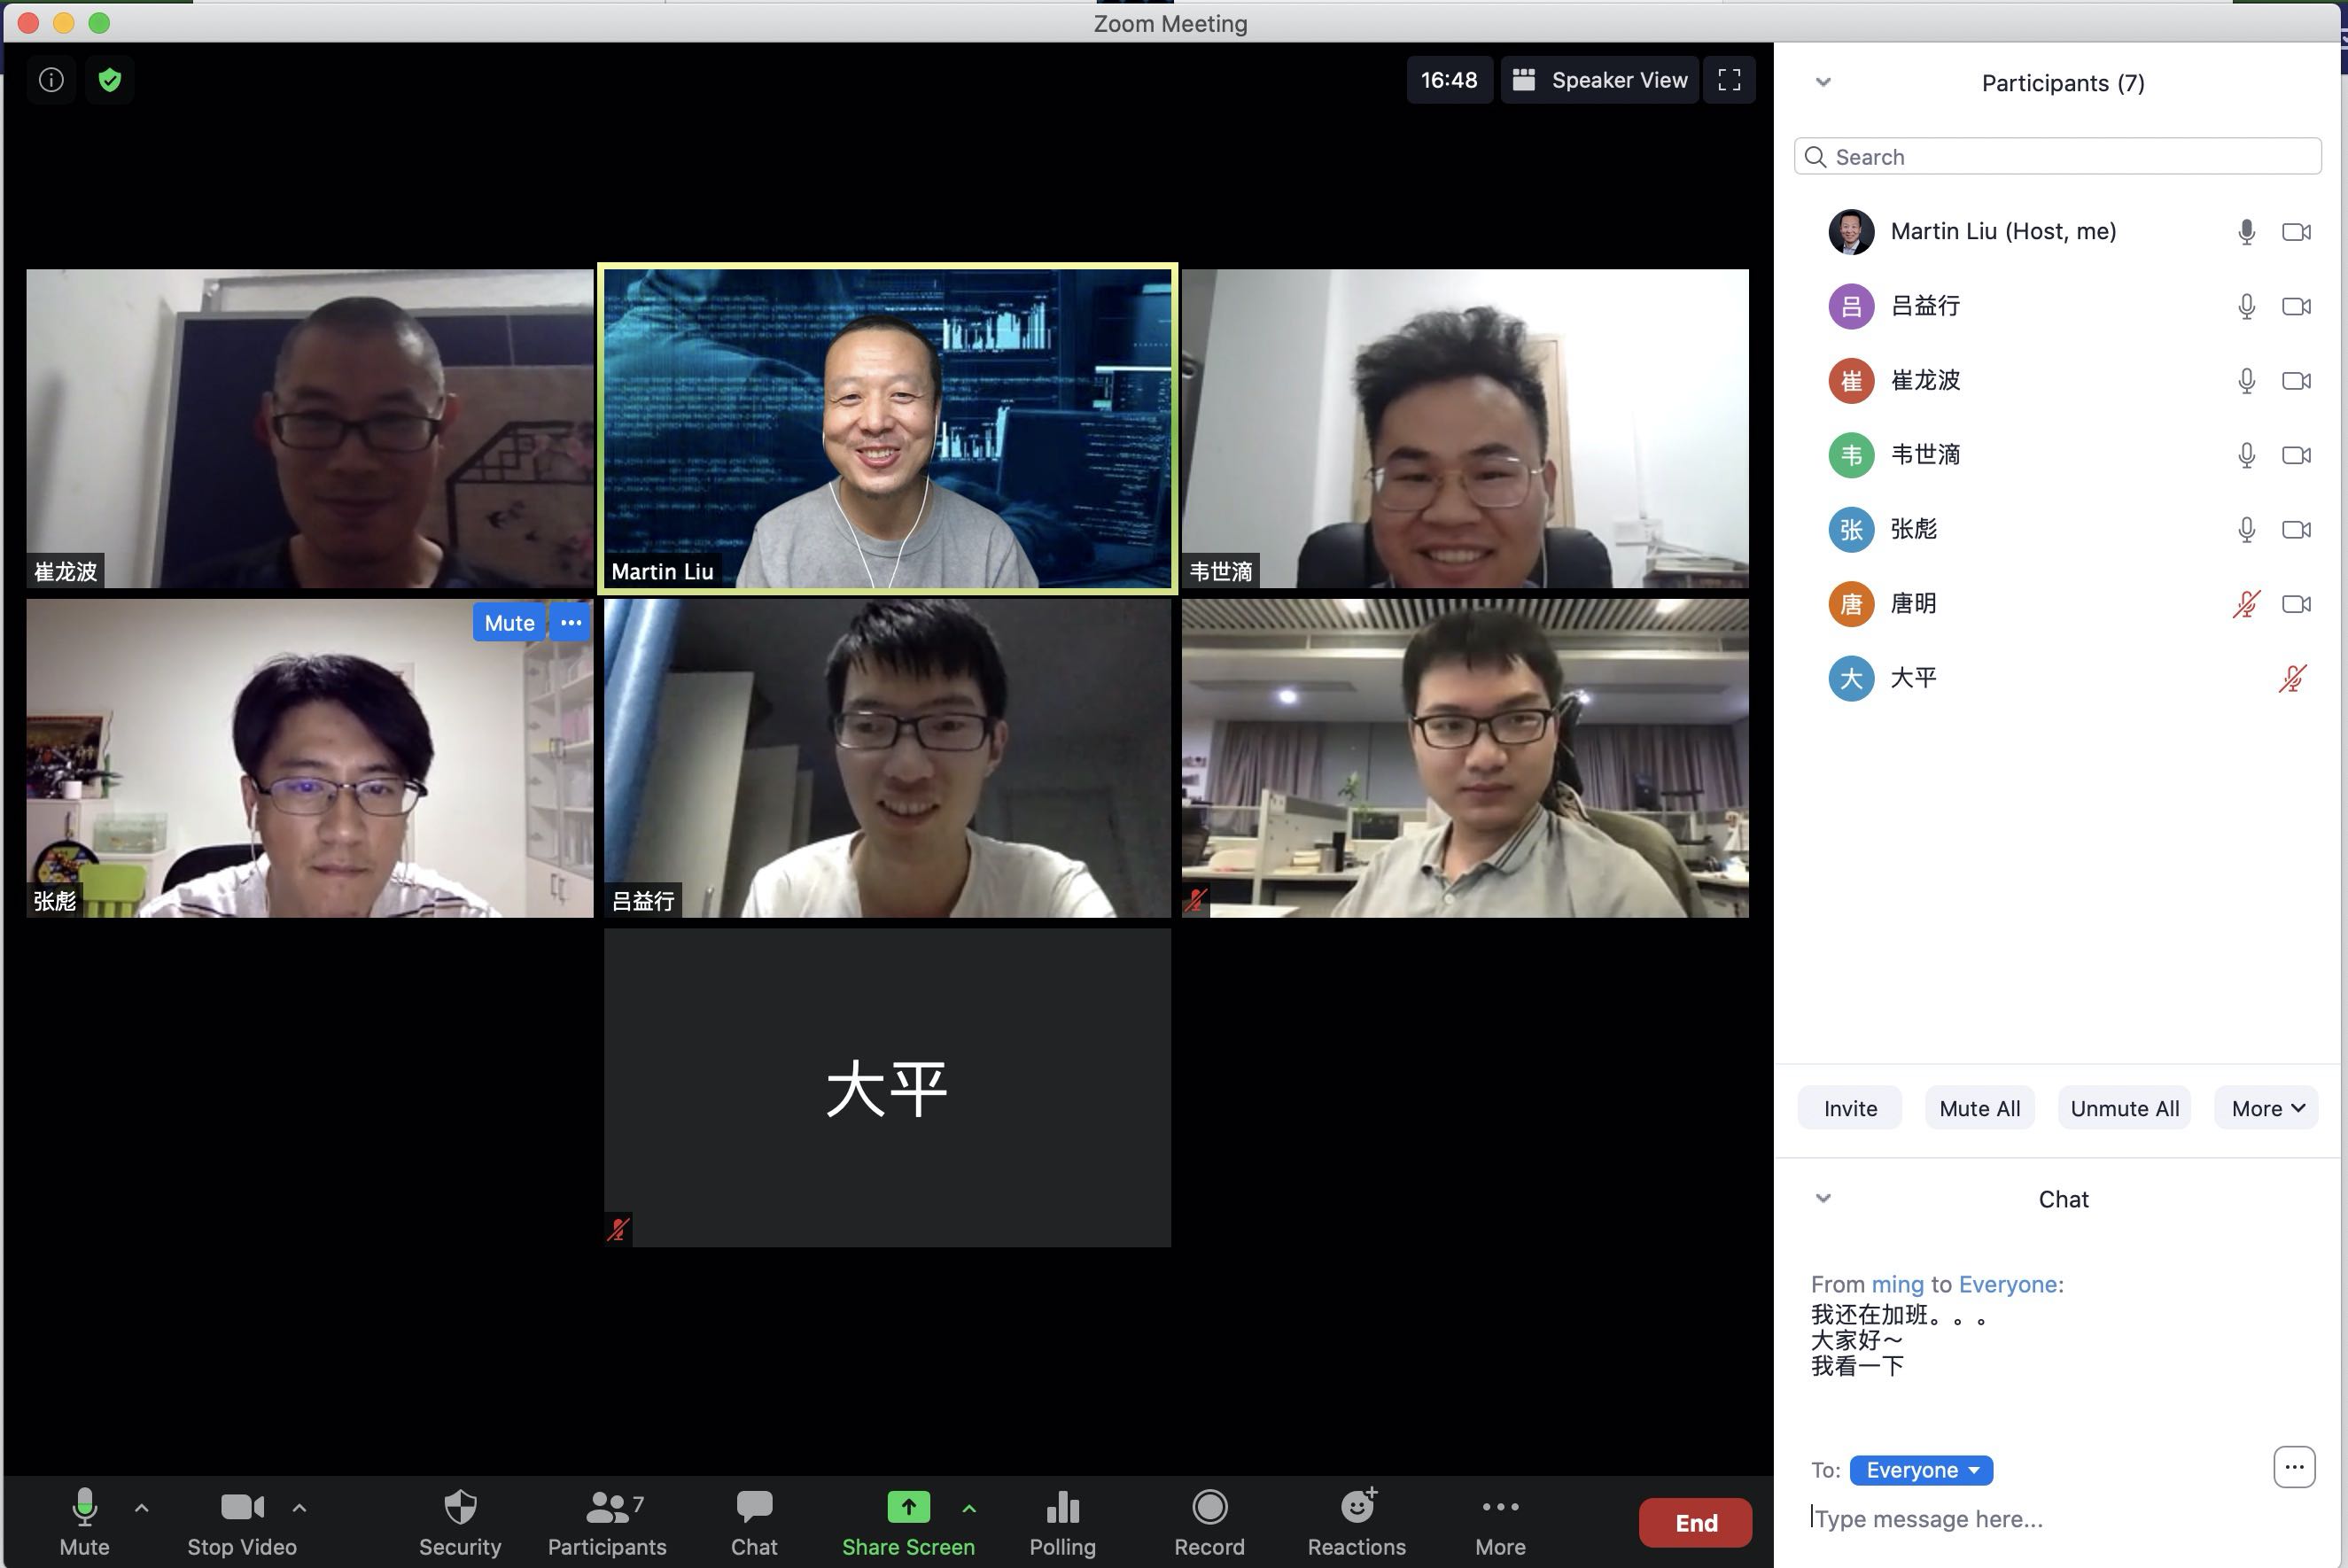 Zoom Meeting
16:48
Speaker View
崔龙波
Martin Liu
韦世滴
Mute
张彪
吕益行
大平
Mute
Stop Video
Security
Participants
7
Chat
Share Screen
Polling
Record
Reactions
More
End
Participants (7)
Search
Martin Liu (Host, me)
吕 吕益行
崔 崔龙波
韦 韦世滴
张 张彪
唐 唐明
大 大平
Invite
Mute All
Unmute All
More
Chat
From ming to Everyone:
我还在加班。。。
大家好～
我看一下
To: Everyone
Type message here...